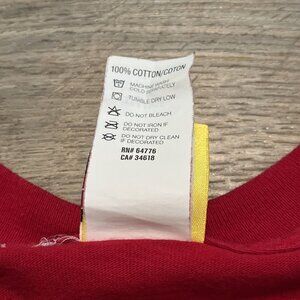 100% COTTON/COTON
MACHINE WASH
COLD SEPARATELY
TUMBLE DRY LOW
DO NOT BLEACH
DO NOT IRON IF
DECORATED
DO NOT DRY CLEAN
IF DECORATED
RN# 64776
CA# 34618